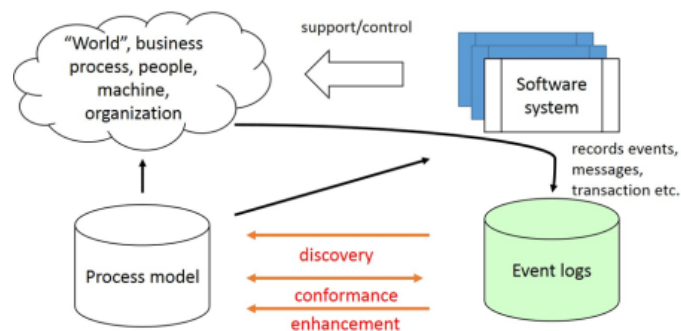 "World", business
process, people,
machine,
organization
support/control
Software
system
records events,
messages,
transaction etc.
Process model
discovery
conformance
enhancement
Event logs